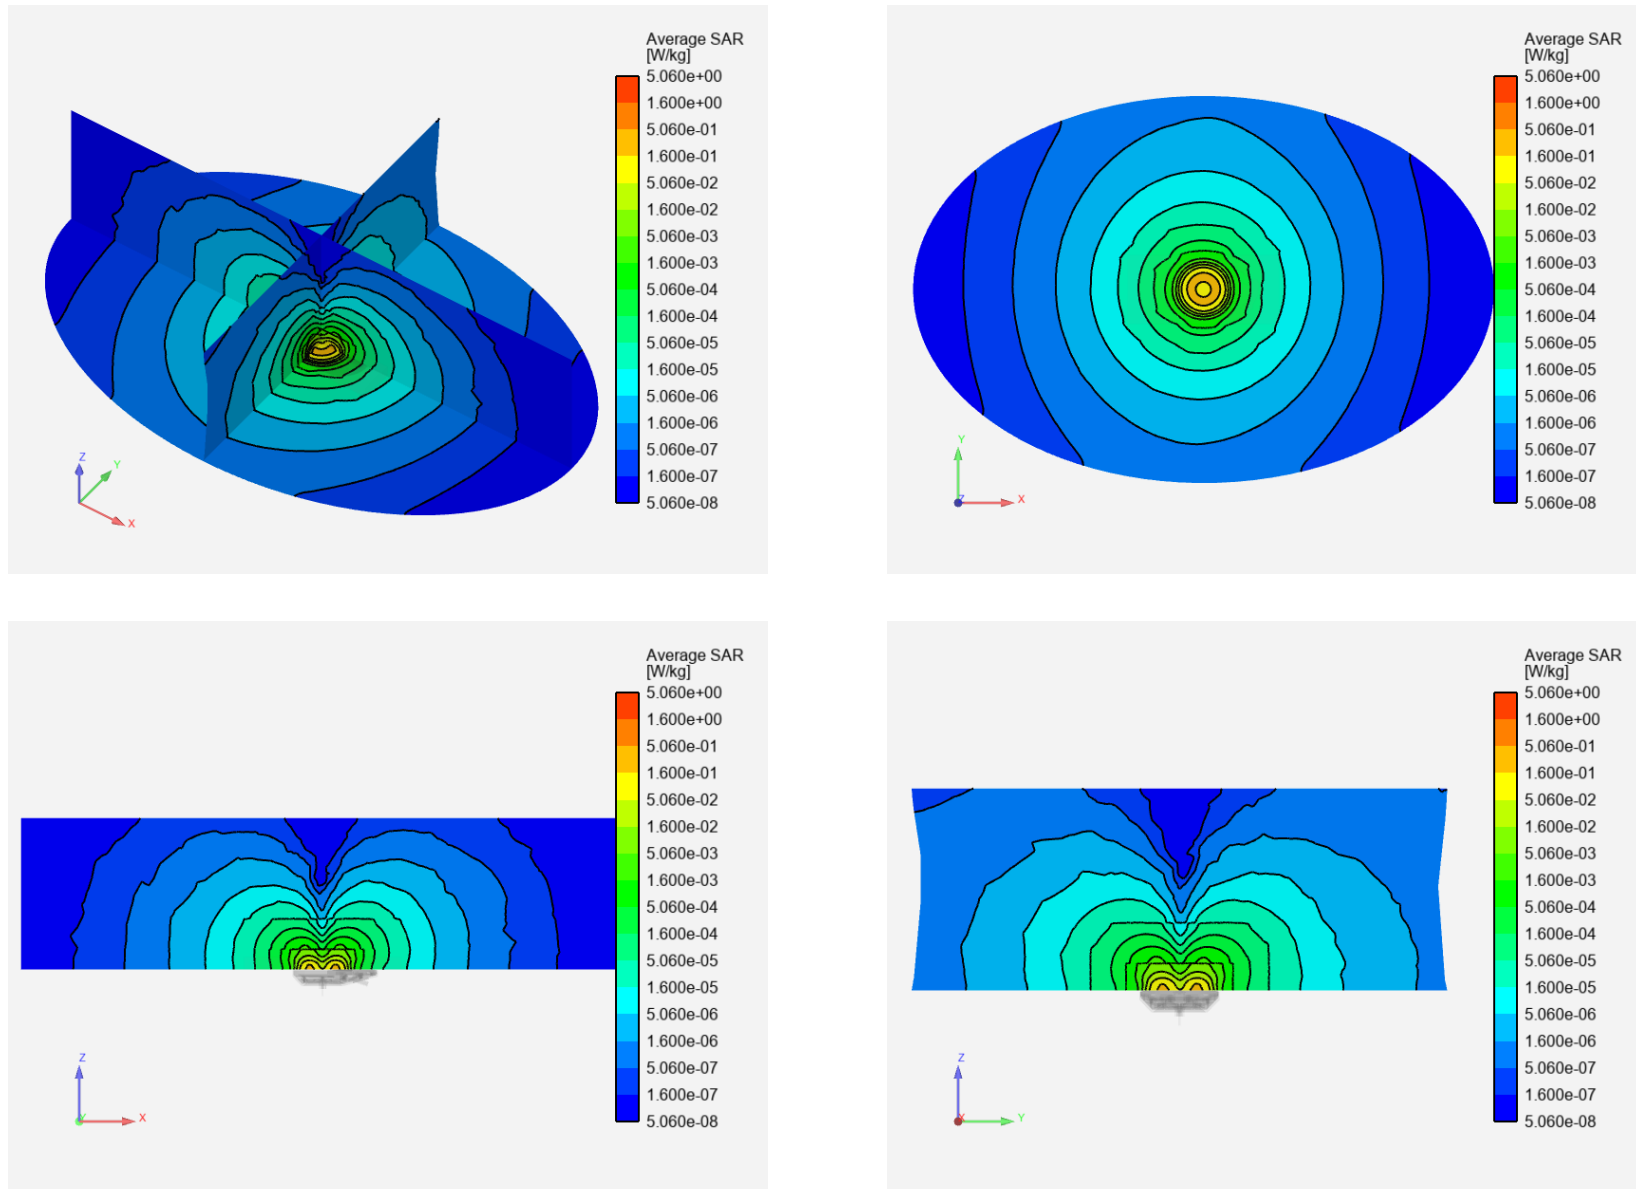 Average SAR
[W/kg]
5.060e+00
1.600e+00
5.060e-01
1.600e-01
5.060e-02
1.600e-02
5.060e-03
1.600e-03
5.060e-04
1.600e-04
5.060e-05
1.600e-05
5.060e-06
1.600e-06
5.060e-07
1.600e-07
5.060e-08
Z
Y
X
Average SAR
[W/kg]
5.060e+00
1.600e+00
5.060e-01
1.600e-01
5.060e-02
1.600e-02
5.060e-03
1.600e-03
5.060e-04
1.600e-04
5.060e-05
1.600e-05
5.060e-06
1.600e-06
5.060e-07
1.600e-07
5.060e-08
Y
Z
X
Average SAR
[W/kg]
5.060e+00
1.600e+00
5.060e-01
1.600e-01
5.060e-02
1.600e-02
5.060e-03
1.600e-03
5.060e-04
1.600e-04
5.060e-05
1.600e-05
5.060e-06
1.600e-06
5.060e-07
1.600e-07
5.060e-08
Z
Y
X
Average SAR
[W/kg]
5.060e+00
1.600e+00
5.060e-01
1.600e-01
5.060e-02
1.600e-02
5.060e-03
1.600e-03
5.060e-04
1.600e-04
5.060e-05
1.600e-05
5.060e-06
1.600e-06
5.060e-07
1.600e-07
5.060e-08
Z
X
Y